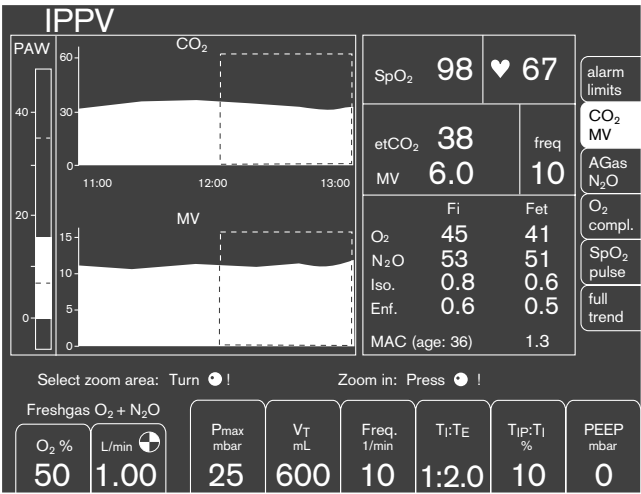 IPPV
PAW
40
20
0
CO₂
60
30
0
11:00 12:00 13:00
MV
15
10
5
0
SpO₂ 98 ♥ 67
etCO₂ 38
MV 6.0
freq
10
Fi Fet
O₂ 45 41
N₂O 53 51
Iso. 0.8 0.6
Enf. 0.6 0.5
MAC (age: 36) 1.3
alarm
limits
CO₂
MV
AGas
N₂O
O₂
compl.
SpO₂
pulse
full
trend
Select zoom area: Turn !
Zoom in: Press !
Freshgas O₂ + N₂O
O₂ %
50
L/min
1.00
Pmax
mbar
25
VT
mL
600
Freq.
1/min
10
TI:TE
1:2.0
TIP:TI
%
10
PEEP
mbar
0